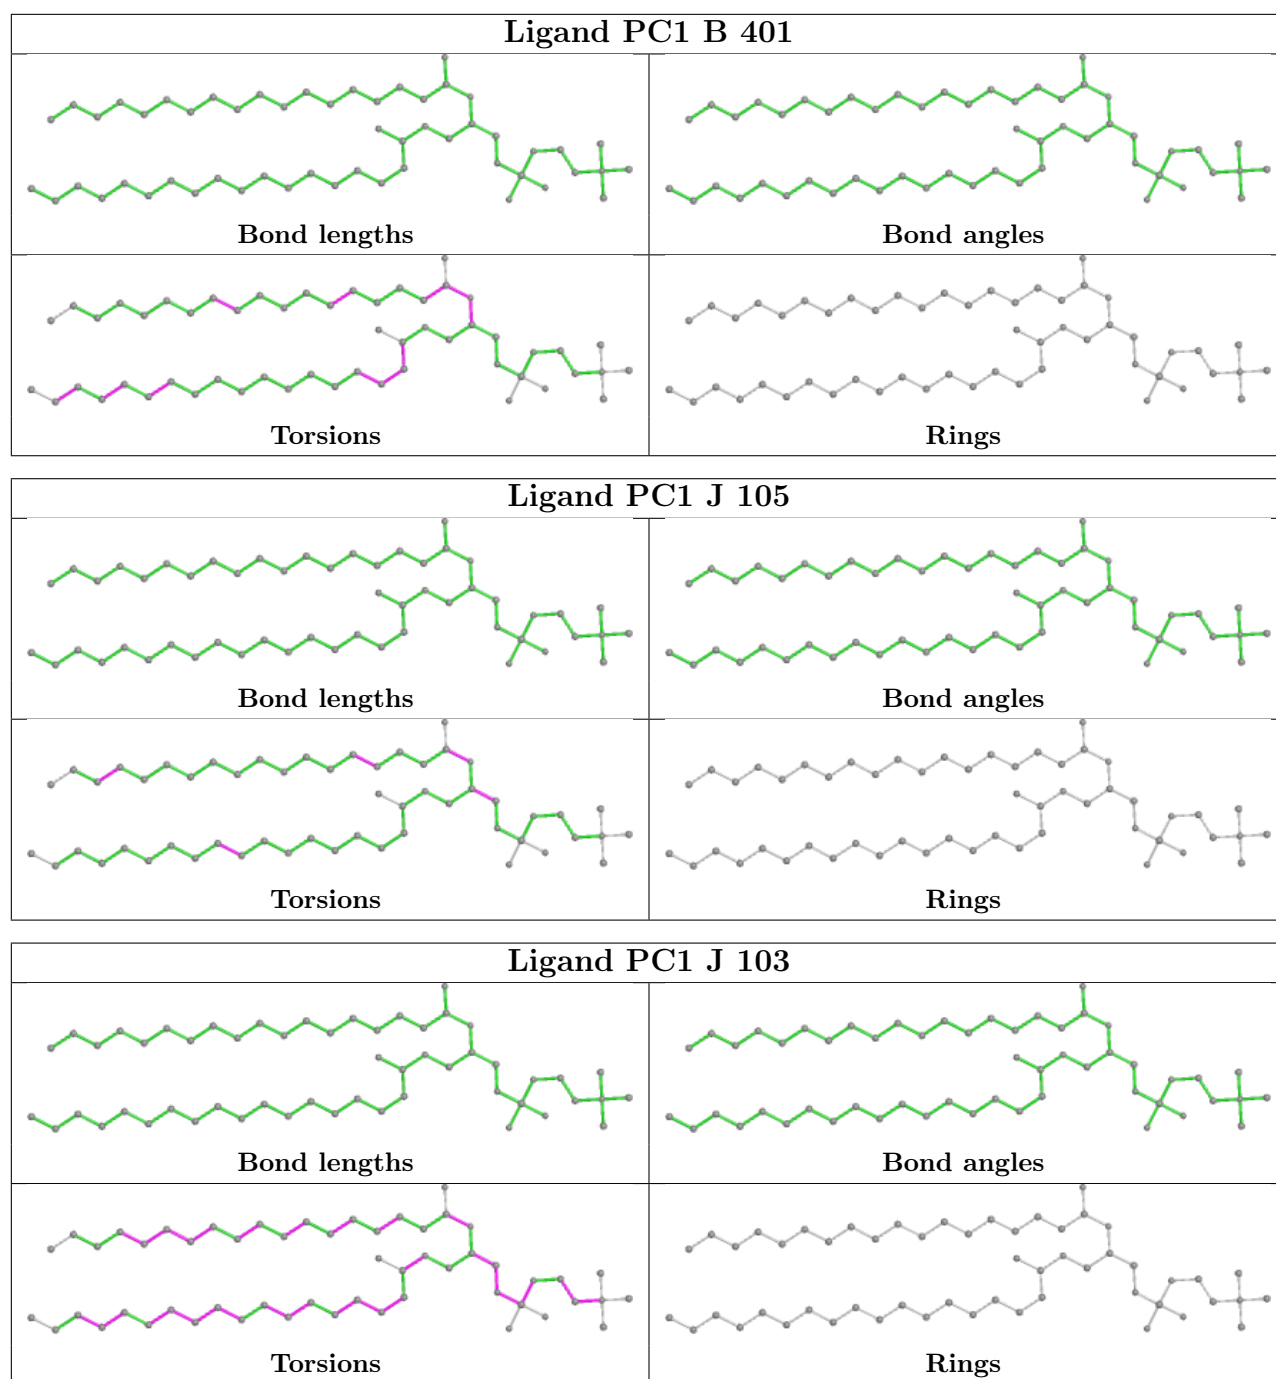 Ligand PC1 B 401
Bond lengths
Bond angles
Torsions
Rings
Ligand PC1 J 105
Bond lengths
Bond angles
Torsions
Rings
Ligand PC1 J 103
Bond lengths
Bond angles
Torsions
Rings